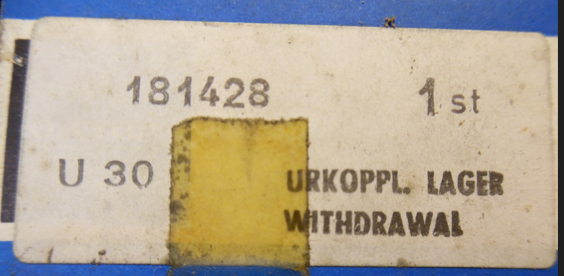 181428 1 st
U 30 URKOPPL. LAGER
WITHDRAWAL